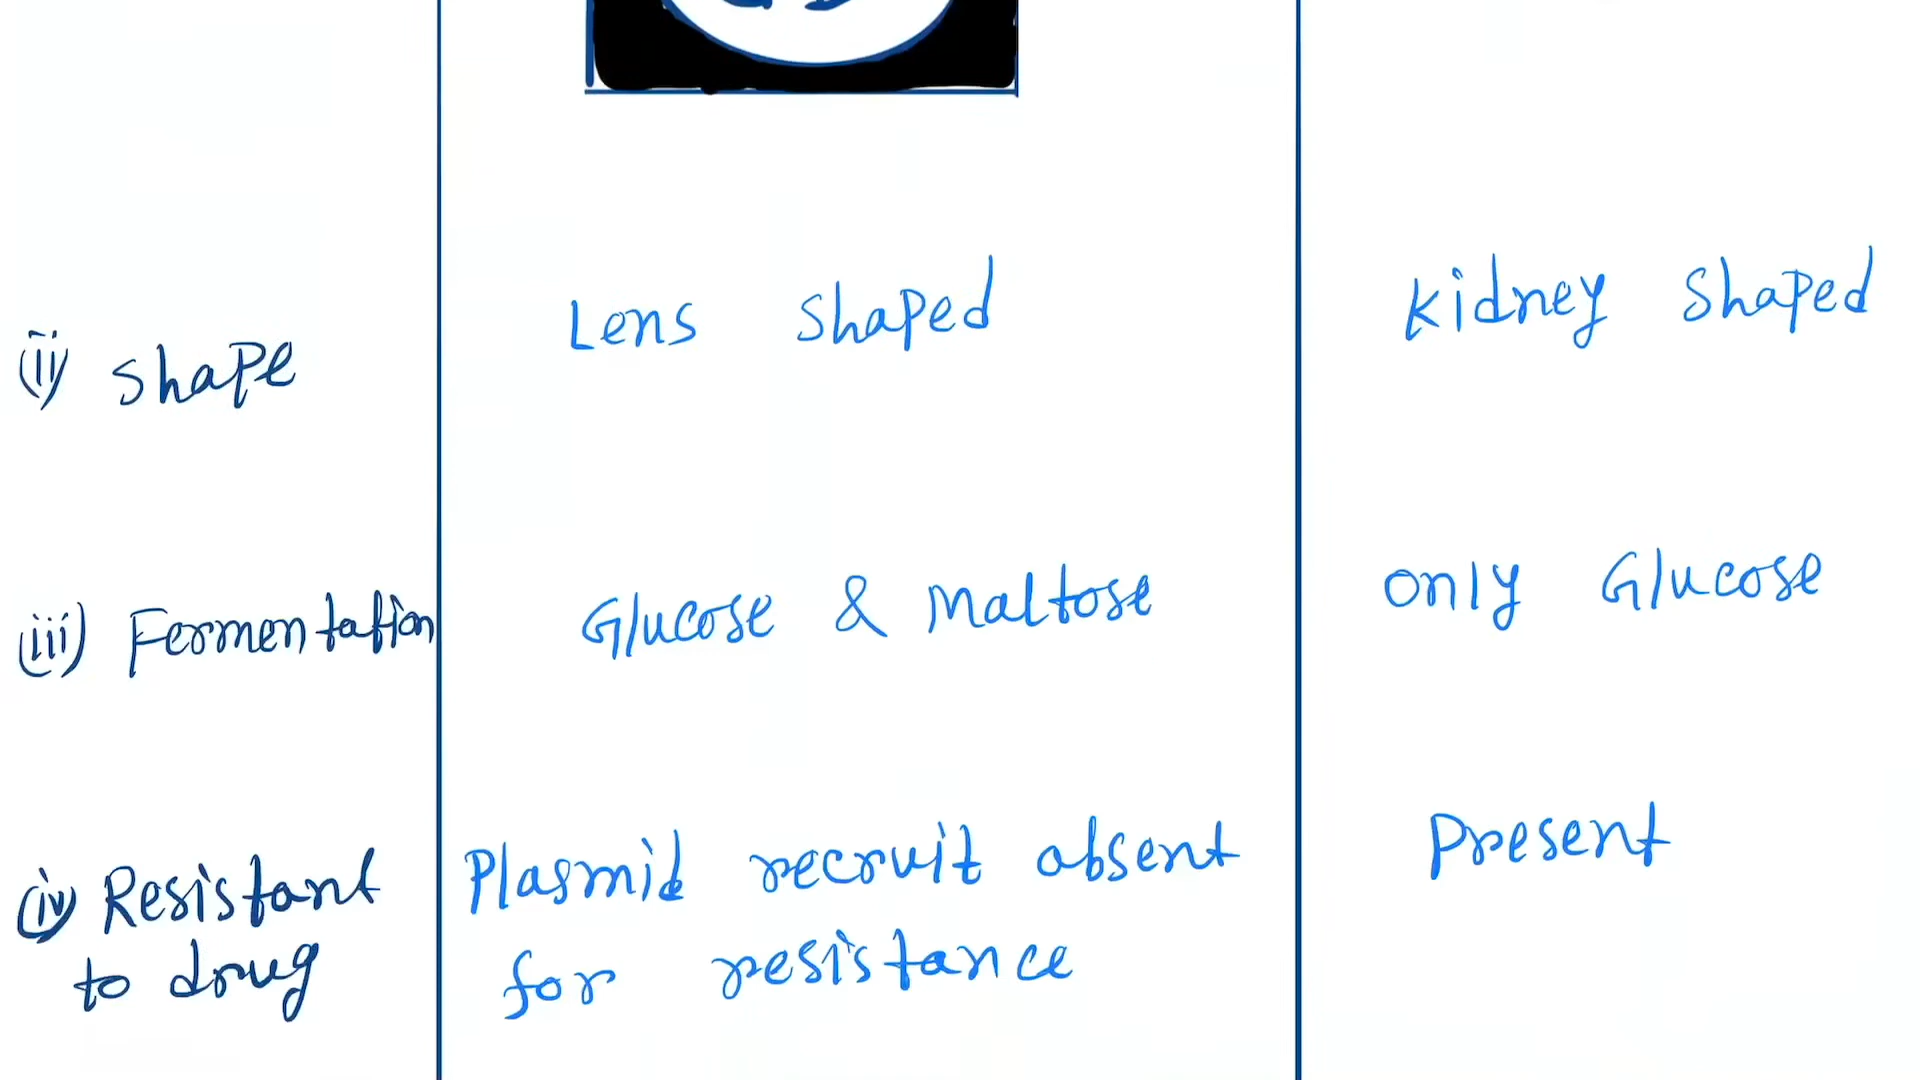 (ii) Shape
Lens Shaped
Kidney Shaped
(iii) Fermentation
Glucose & Maltose
Only Glucose
(iv) Resistant
to drug
Plasmid recruit absent
for resistance
Present